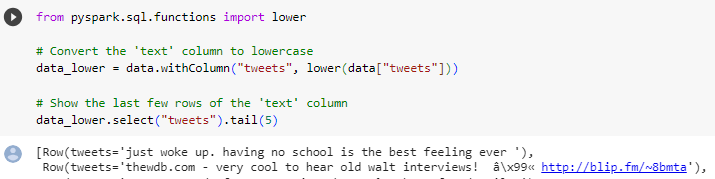 from pyspark.sql.functions import lower
# Convert the 'text' column to lowercase
data_lower = data.withColumn("tweets", lower(data["tweets"]))
# Show the last few rows of the 'text' column
data_lower.select("tweets").tail(5)
[Row(tweets='just woke up. having no school is the best feeling ever '),
Row(tweets='thewdb.com - very cool to hear old walt interviews!  â\x99« http://blip.fm/~8bmta'),